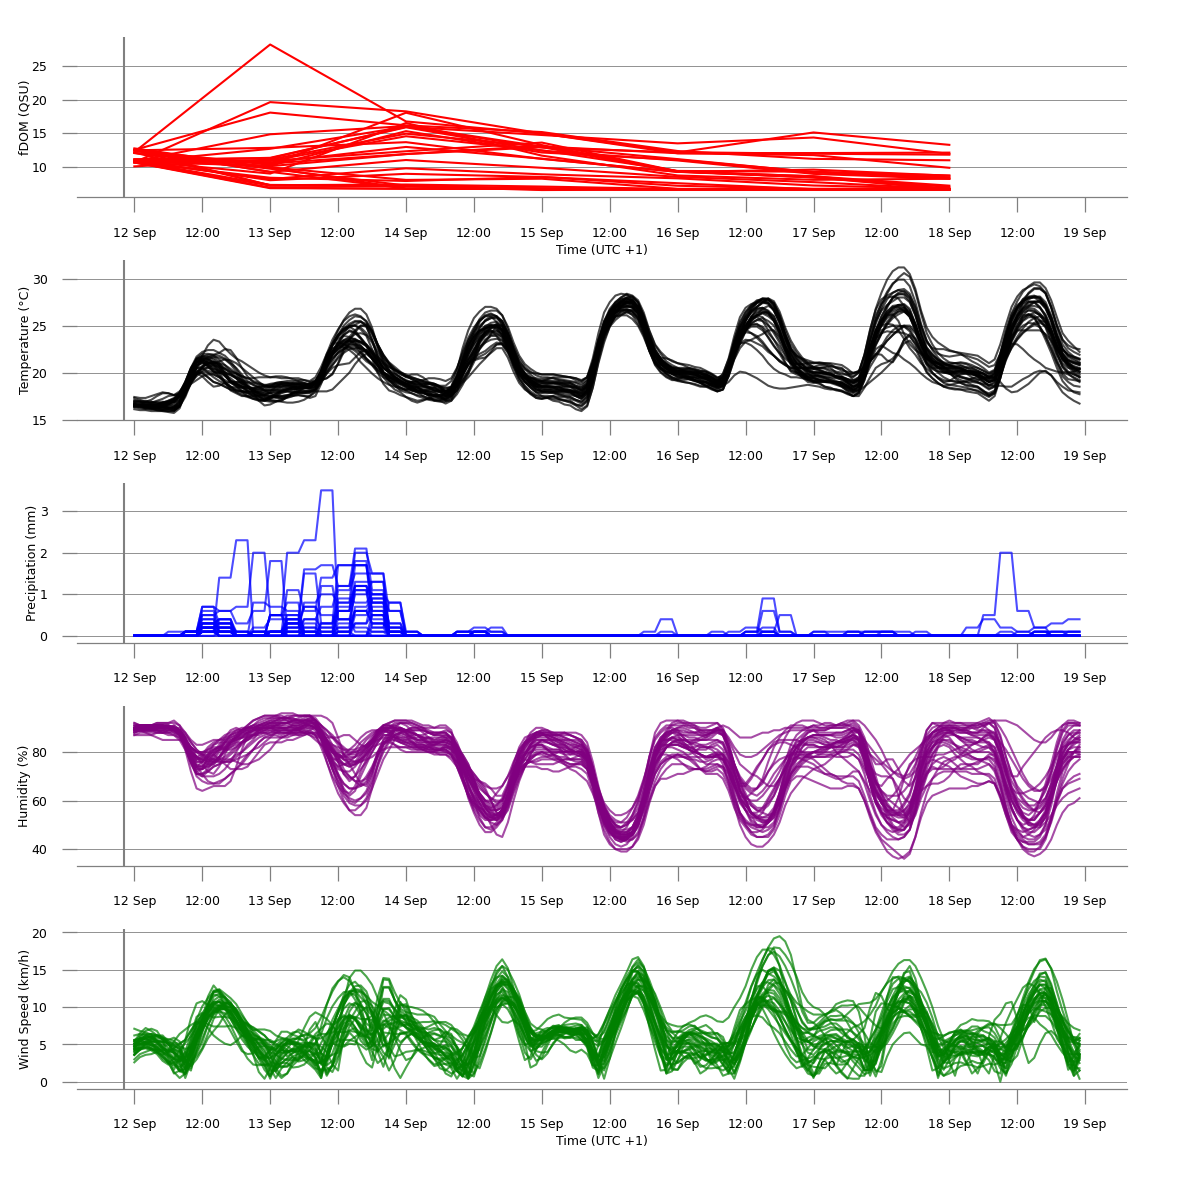 fDOM (QSU)
25
20
15
10
12 Sep 12:00 13 Sep 12:00 14 Sep 12:00 15 Sep 12:00 16 Sep 12:00 17 Sep 12:00 18 Sep 12:00 19 Sep
Time (UTC +1)
Temperature (°C)
30
25
20
15
12 Sep 12:00 13 Sep 12:00 14 Sep 12:00 15 Sep 12:00 16 Sep 12:00 17 Sep 12:00 18 Sep 12:00 19 Sep
Precipitation (mm)
3
2
1
0
12 Sep 12:00 13 Sep 12:00 14 Sep 12:00 15 Sep 12:00 16 Sep 12:00 17 Sep 12:00 18 Sep 12:00 19 Sep
Humidity (%)
80
60
40
12 Sep 12:00 13 Sep 12:00 14 Sep 12:00 15 Sep 12:00 16 Sep 12:00 17 Sep 12:00 18 Sep 12:00 19 Sep
Wind Speed (km/h)
20
15
10
5
0
12 Sep 12:00 13 Sep 12:00 14 Sep 12:00 15 Sep 12:00 16 Sep 12:00 17 Sep 12:00 18 Sep 12:00 19 Sep
Time (UTC +1)